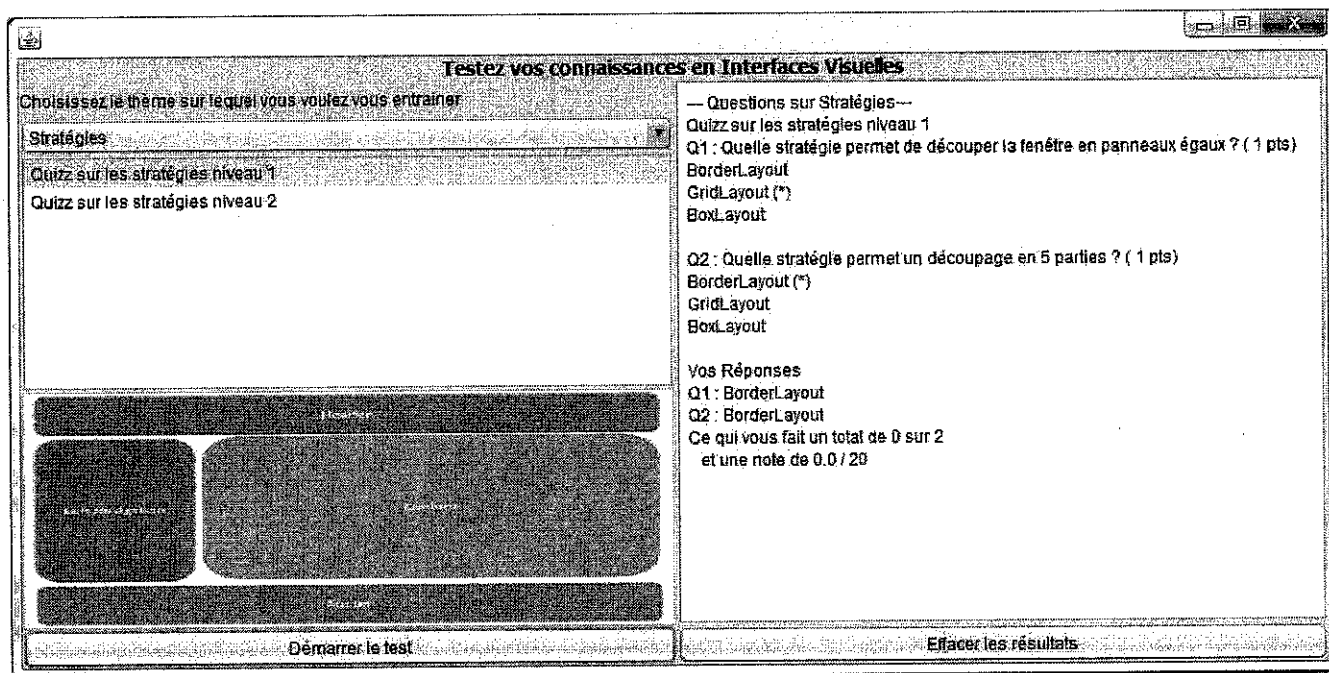 Testez vos connaissances en Interfaces Visuelles
Choisissez le thème sur lequel vous voulez vous entrainer
Stratégies
Quizz sur les stratégies niveau 1
Quizz sur les stratégies niveau 2
Démarrer le test
--- Questions sur Stratégies---
Quizz sur les stratégies niveau 1
Q1 : Quelle stratégie permet de découper la fenêtre en panneaux égaux ? ( 1 pts)
BorderLayout
GridLayout (*)
BoxLayout
Q2 : Quelle stratégie permet un découpage en 5 parties ? ( 1 pts)
BorderLayout (*)
GridLayout
BoxLayout
Vos Réponses
Q1 : BorderLayout
Q2 : BorderLayout
Ce qui vous fait un total de 0 sur 2
et une note de 0.0 / 20
Effacer les résultats